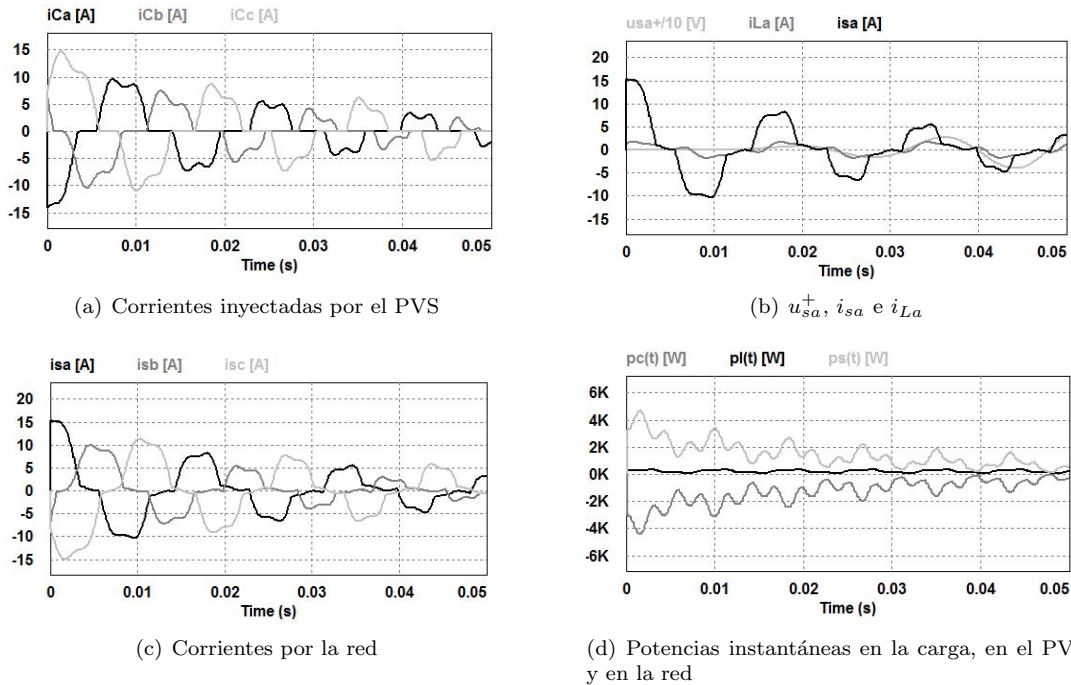 iCa [A] iCb [A] iCc [A]
15
10
5
0
-5
-10
-15
0 0.01 0.02 0.03 0.04 0.05
Time (s)
(a) Corrientes inyectadas por el PVS
usa+/10 [V] iLa [A] isa [A]
20
15
10
5
0
-5
-10
-15
0 0.01 0.02 0.03 0.04 0.05
Time (s)
(b) u_{sa}^{+}, i_{sa} e i_{La}
isa [A] isb [A] isc [A]
20
15
10
5
0
-5
-10
-15
0 0.01 0.02 0.03 0.04 0.05
Time (s)
(c) Corrientes por la red
pc(t) [W] pl(t) [W] ps(t) [W]
6K
4K
2K
0K
-2K
-4K
-6K
0 0.01 0.02 0.03 0.04 0.05
Time (s)
(d) Potencias instantáneas en la carga, en el PV
y en la red